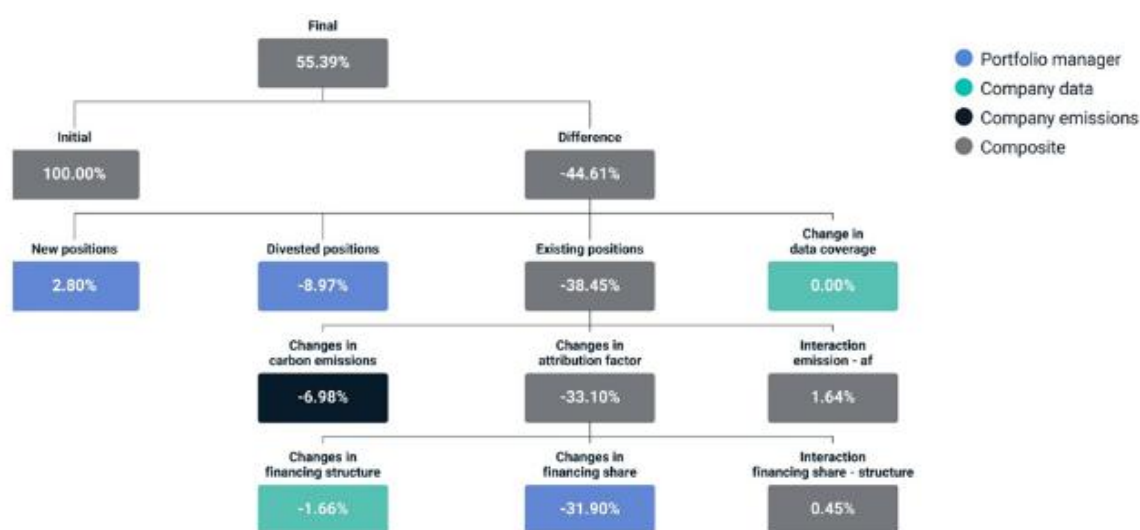 Final
55.39%
Portfolio manager
Company data
Company emissions
Composite
Initial
Difference
100.00%
-44.61%
New positions
Divested positions
Existing positions
Change in
data coverage
2.80%
-8.97%
-38.45%
0.00%
Changes in
carbon emissions
Changes in
attribution factor
Interaction
emission - af
-6.98%
-33.10%
1.64%
Changes in
financing structure
Changes in
financing share
Interaction
financing share - structure
-1.66%
-31.90%
0.45%